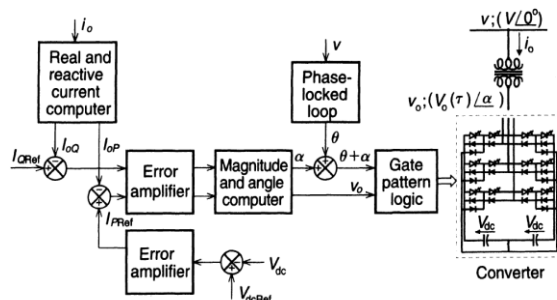 i_o
Real and
reactive
current
computer
I_QRef
I_oQ
I_oP
I_PRef
Error
amplifier
Error
amplifier
V_dc
V_dcRef
Magnitude
and angle
computer
α
v_o
v
Phase-
locked
loop
θ
θ+α
Gate
pattern
logic
v;(V/0°)
i_o
v_o;(V_o(τ)/α)
V_dc
V_dc
Converter